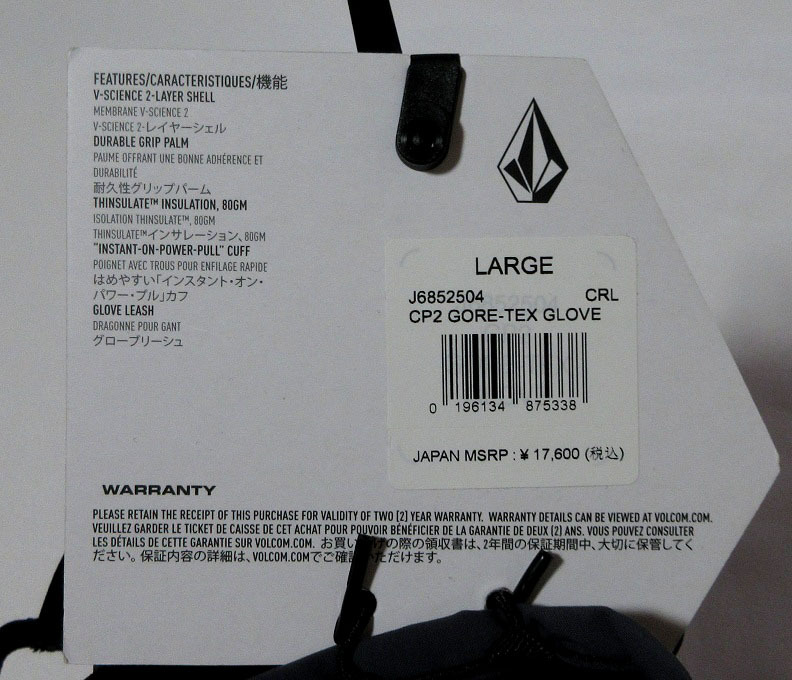 FEATURES/CARACTERISTIQUES/機能
V-SCIENCE 2-LAYER SHELL
MEMBRANE V-SCIENCE 2
V-SCIENCE 2-レイヤーシェル
DURABLE GRIP PALM
PAUME OFFRANT UNE BONNE ADHÉRENCE ET
DURABILITÉ
耐久性グリップパーム
THINSULATE™ INSULATION, 80GM
ISOLATION THINSULATE™, 80GM
THINSULATE™インサレーション、80GM
"INSTANT-ON-POWER-PULL" CUFF
POIGNET AVEC TROUS POUR ENFILAGE RAPIDE
はめやすい「インスタント・オン・
パワー・プル」カフ
GLOVE LEASH
DRAGONNE POUR GANT
グローブリーシュ
LARGE
J6852504 CRL
CP2 GORE-TEX GLOVE
0 196134 875338
JAPAN MSRP : ¥ 17,600 (税込)
WARRANTY
PLEASE RETAIN THE RECEIPT OF THIS PURCHASE FOR VALIDITY OF TWO (2) YEAR WARRANTY. WARRANTY DETAILS CAN BE VIEWED AT VOLCOM.COM.
VEUILLEZ GARDER LE TICKET DE CAISSE DE CET ACHAT POUR POUVOIR BÉNÉFICIER DE LA GARANTIE DE DEUX (2) ANS. VOUS POUVEZ CONSULTER
LES DÉTAILS DE CETTE GARANTIE SUR VOLCOM.COM. お買い けの際の領収書は、2年間の保証期間中、大切に保管してく
ださい。保証内容の詳細は、VOLCOM.COMでご確認 ただけます。